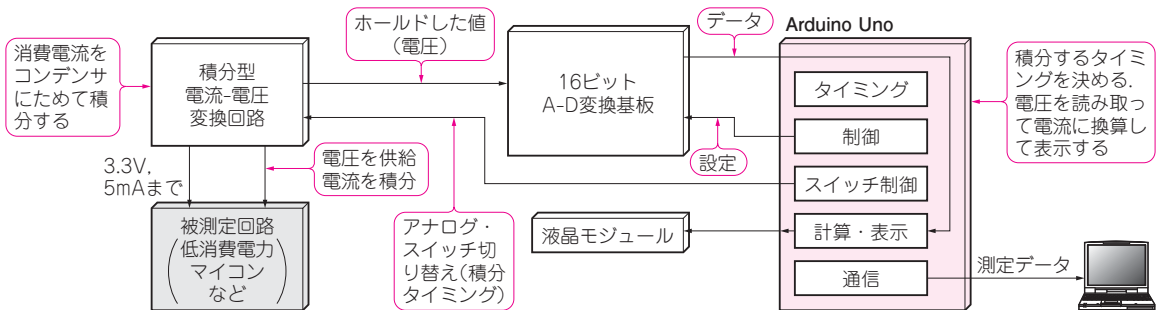 消費電流を
コンデンサ
にためて積
分する
積分型
電流-電圧
変換回路
ホールドした値
(電圧)
16ビット
A-D変換基板
データ
Arduino Uno
タイミング
制御
スイッチ制御
計算・表示
通信
積分するタイミ
ングを決める.
電圧を読み取っ
て電流に換算し
て表示する
設定
3.3V,
5mAまで
電圧を供給
電流を積分
被測定回路
(低消費電力
マイコン
など)
アナログ・
スイッチ切
り替え(積分
タイミング)
液晶モジュール
測定データ